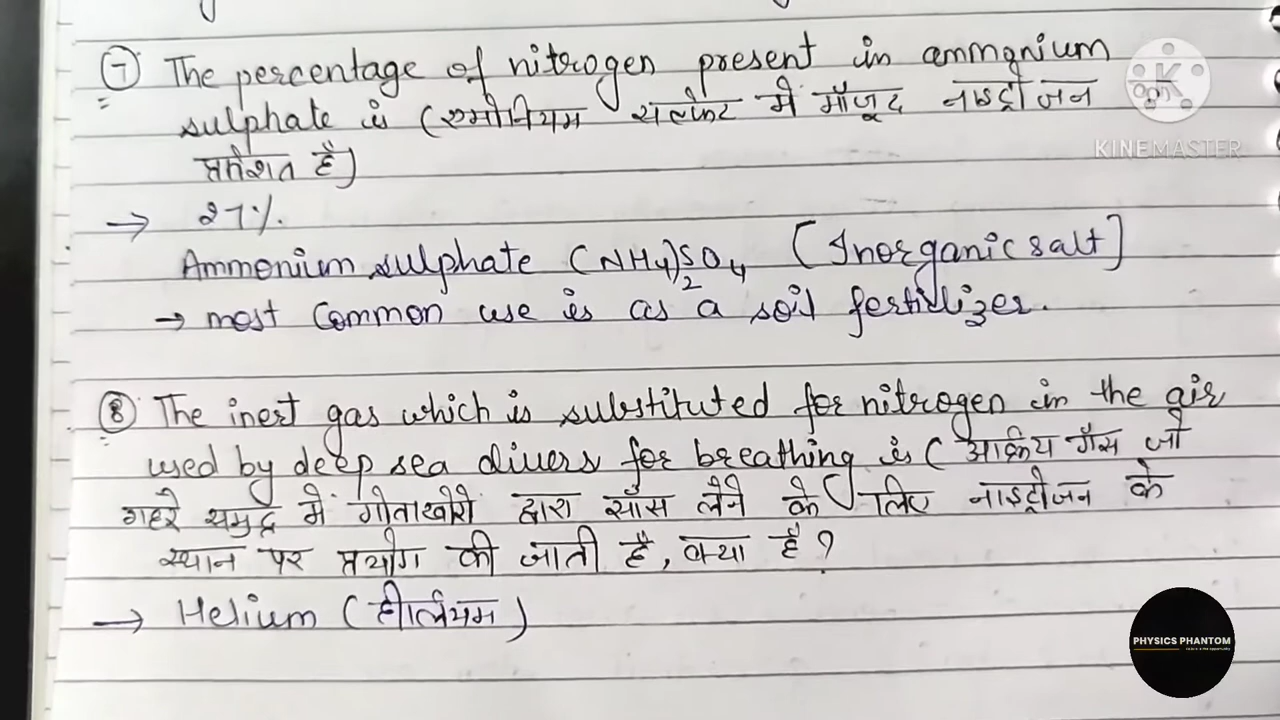 ⑦ The percentage of nitrogen present in ammonium
sulphate is (एमोनियम सल्फेट में मौजूद नाइट्रोजन
प्रतिशत है)
→ 27%.
Ammonium sulphate (NH4)2SO4 [Inorganic salt]
→ most Common use is as a soil fertilizer.
⑧ The inert gas which is substituted for nitrogen in the air
used by deep sea divers for breathing is ( अक्रिय गैस जो
गहरे समुद्र में गोताखोरो द्वारा साँस लेने के लिए नाइट्रोजन के
स्थान पर प्रयोग की जाती है, क्या है ?
→ Helium (हीलियम)
KINEMASTER
PHYSICS PHANTOM